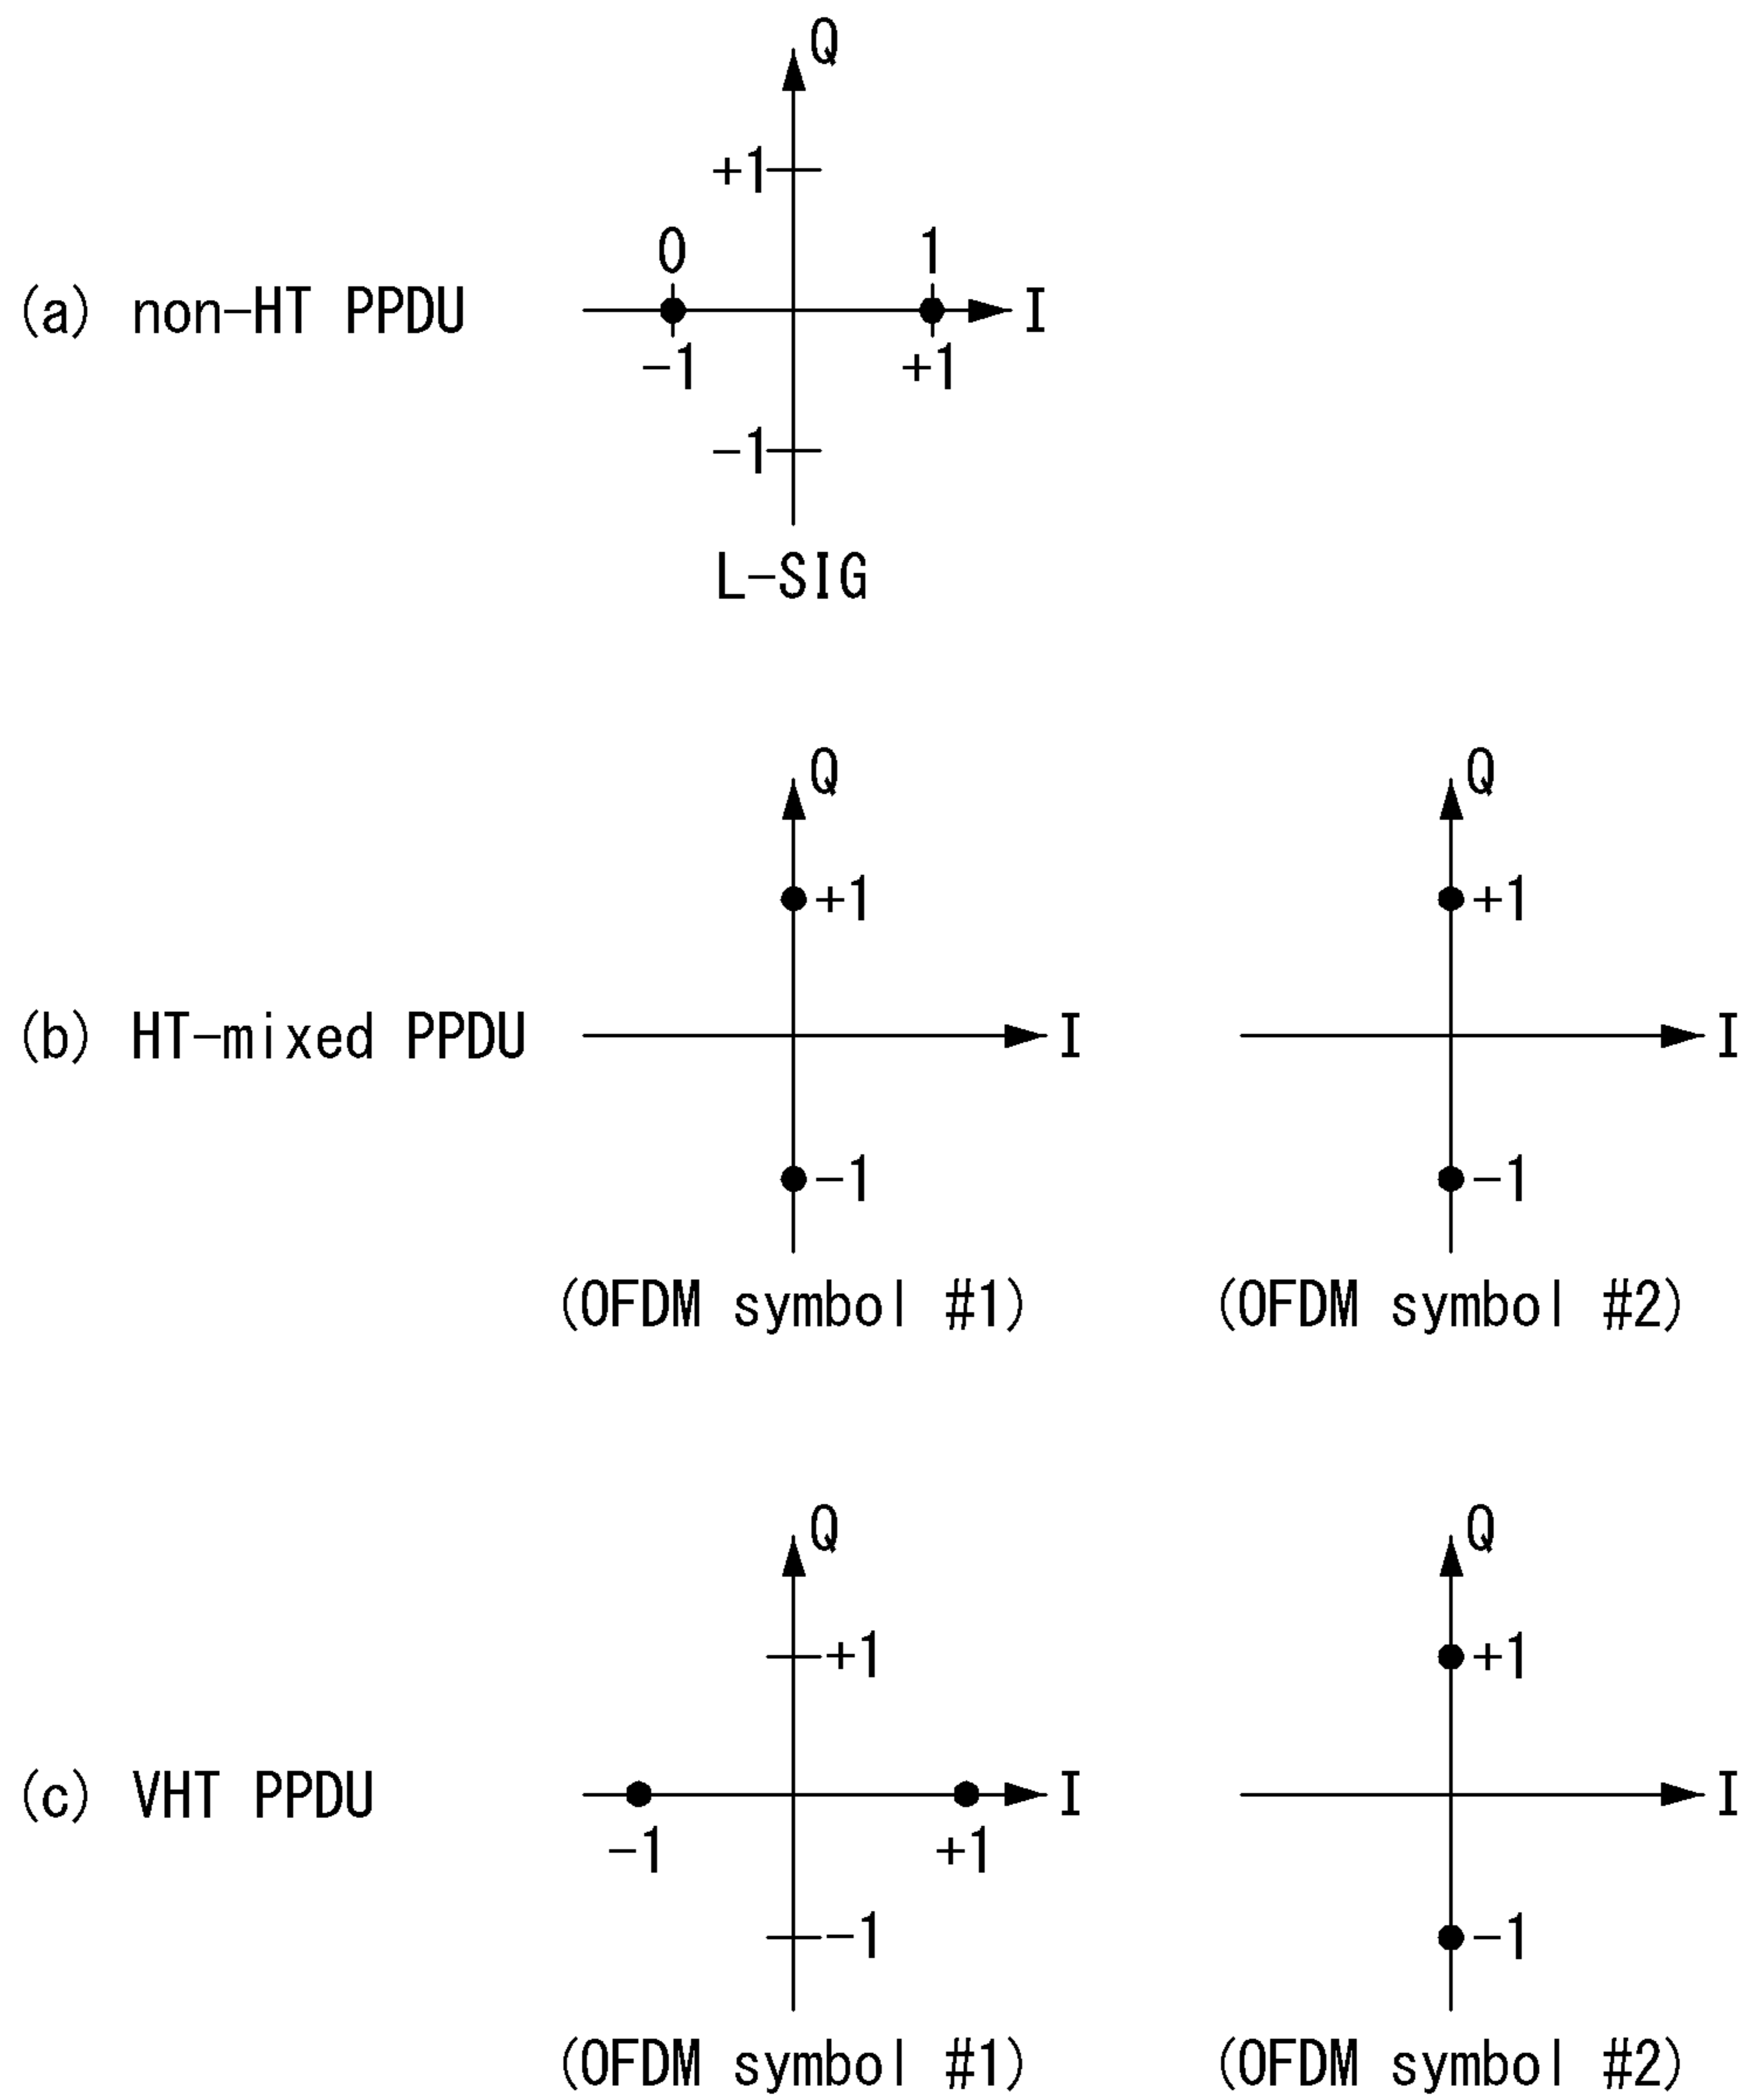 Q
+1
0 1
(a) non-HT PPDU I
-1 +1
-1
L-SIG
Q Q
+1 +1
(b) HT-mixed PPDU I I
-1 -1
(OFDM symbol #1) (OFDM symbol #2)
Q Q
+1 +1
(c) VHT PPDU I I
-1 +1
-1 -1
(OFDM symbol #1) (OFDM symbol #2)